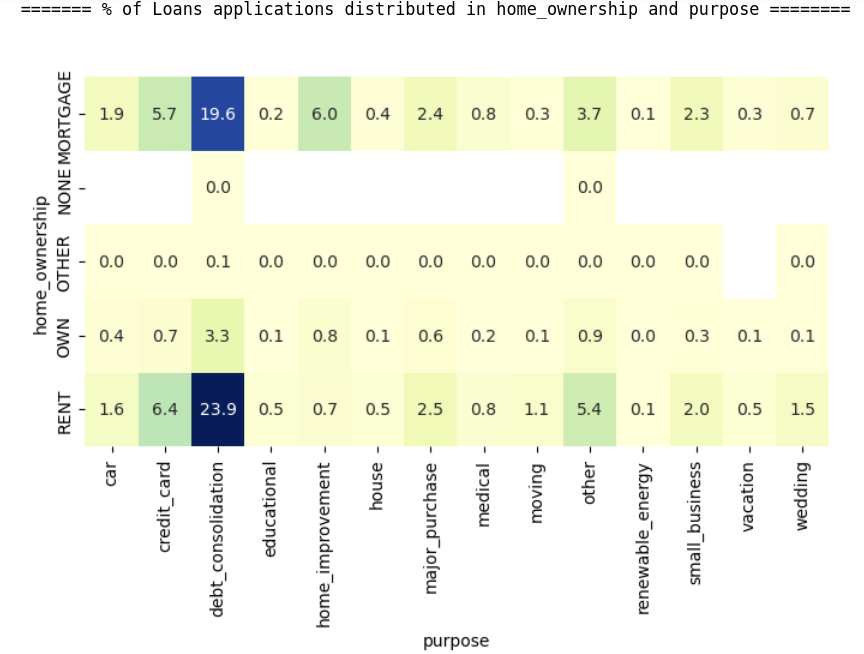 ======= % of Loans applications distributed in home_ownership and purpose ========
home_ownership
MORTGAGE 1.9 5.7 19.6 0.2 6.0 0.4 2.4 0.8 0.3 3.7 0.1 2.3 0.3 0.7
NONE 0.0 0.0
OTHER 0.0 0.0 0.1 0.0 0.0 0.0 0.0 0.0 0.0 0.0 0.0 0.0 0.0
OWN 0.4 0.7 3.3 0.1 0.8 0.1 0.6 0.2 0.1 0.9 0.0 0.3 0.1 0.1
RENT 1.6 6.4 23.9 0.5 0.7 0.5 2.5 0.8 1.1 5.4 0.1 2.0 0.5 1.5
car credit_card debt_consolidation educational home_improvement house major_purchase medical moving other renewable_energy small_business vacation wedding
purpose